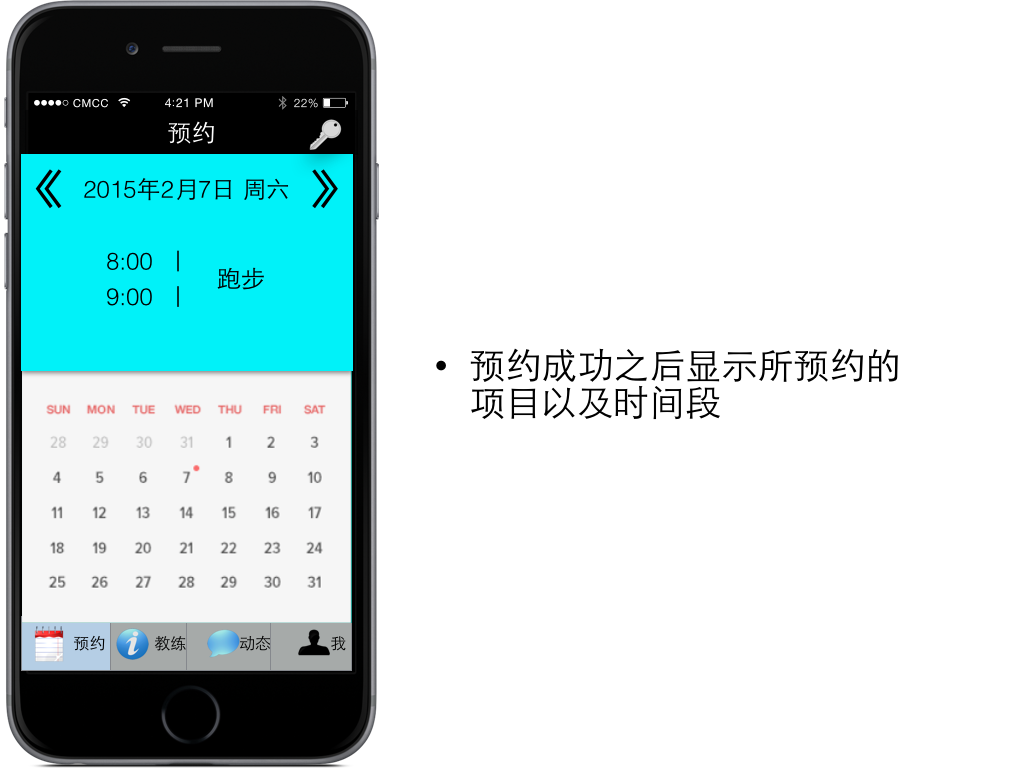 CMCC 4:21 PM 22%
预约
2015年2月7日 周六
8:00 |
跑步
9:00 |
SUN MON TUE WED THU FRI SAT
28 29 30 31 1 2 3
4 5 6 7 8 9 10
11 12 13 14 15 16 17
18 19 20 21 22 23 24
25 26 27 28 29 30 31
预约 教练 动态 我
• 预约成功之后显示所预约的
项目以及时间段